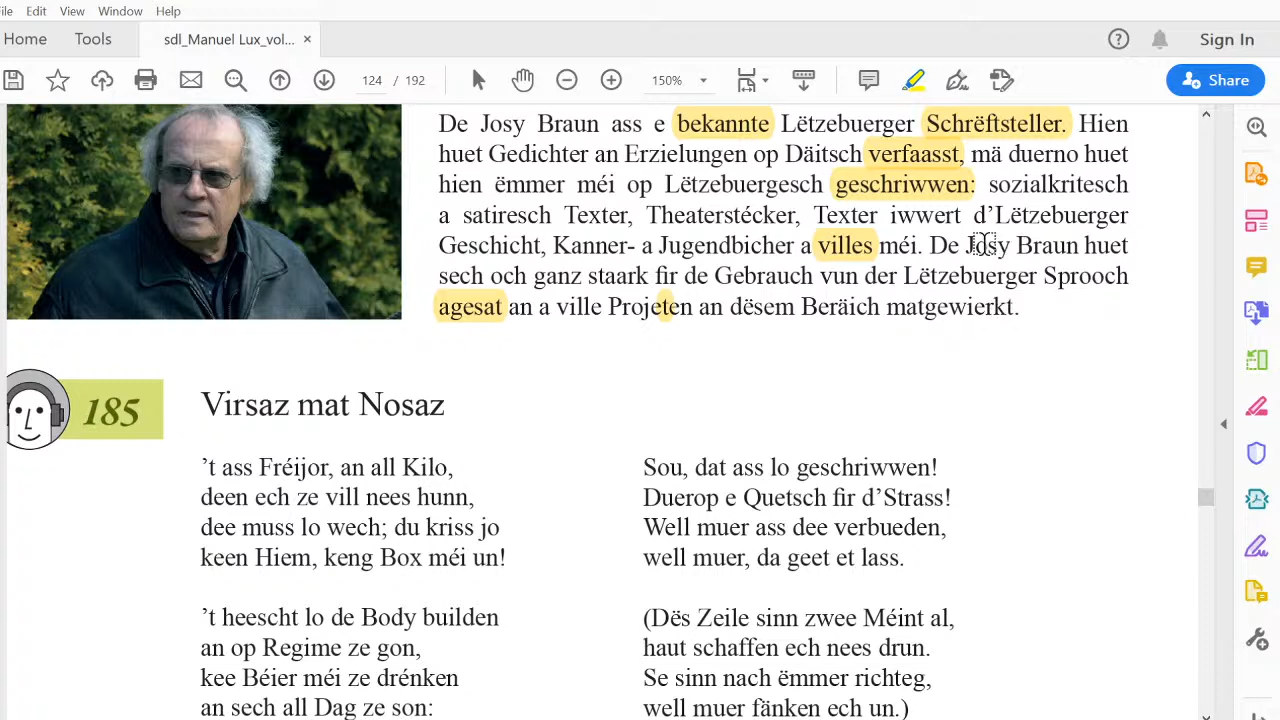 File Edit View Window Help
Home Tools sdl_Manuel Lux_vol... × Sign In
124 / 192 150% Share
De Josy Braun ass e bekannte Lëtzebuerger Schrëftsteller. Hien
huet Gedichter an Erzielungen op Däitsch verfaasst, mä duerno huet
hien ëmmer méi op Lëtzebuergesch geschriwwen: sozialkritesch
a satiresch Texter, Theaterstécker, Texter iwwert d’Lëtzebuerger
Geschicht, Kanner- a Jugendbicher a villes méi. De Josy Braun huet
sech och ganz staark fir de Gebrauch vun der Lëtzebuerger Sprooch
agesat an a ville Projeten an dësem Beräich matgewierkt.
185 Virsaz mat Nosaz
’t ass Fréijor, an all Kilo,
deen ech ze vill nees hunn,
dee muss lo wech; du kriss jo
keen Hiem, keng Box méi un!
’t heescht lo de Body builden
an op Regime ze gon,
kee Béier méi ze drénken
an sech all Dag ze son:
Sou, dat ass lo geschriwwen!
Duerop e Quetsch fir d’Strass!
Well muer ass dee verbueden,
well muer, da geet et lass.
(Dës Zeile sinn zwee Méint al,
haut schaffen ech nees drun.
Se sinn nach ëmmer richteg,
well muer fänken ech un.)